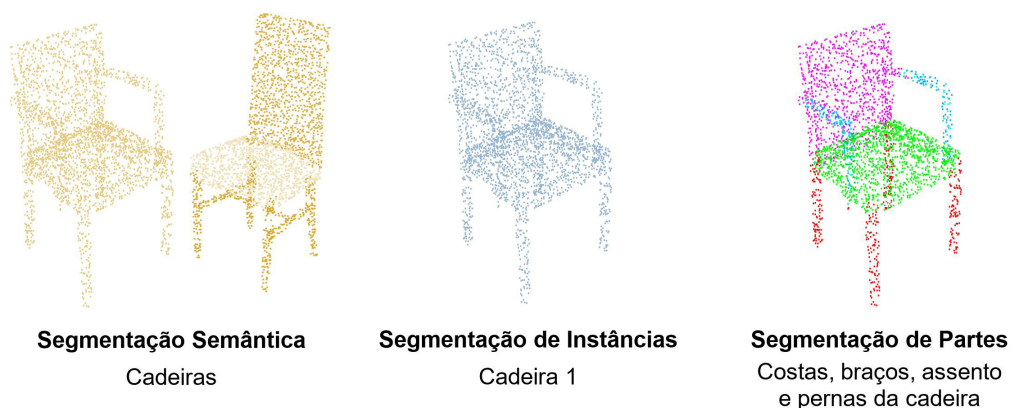 Segmentação Semântica
Cadeiras
Segmentação de Instâncias
Cadeira 1
Segmentação de Partes
Costas, braços, assento
e pernas da cadeira